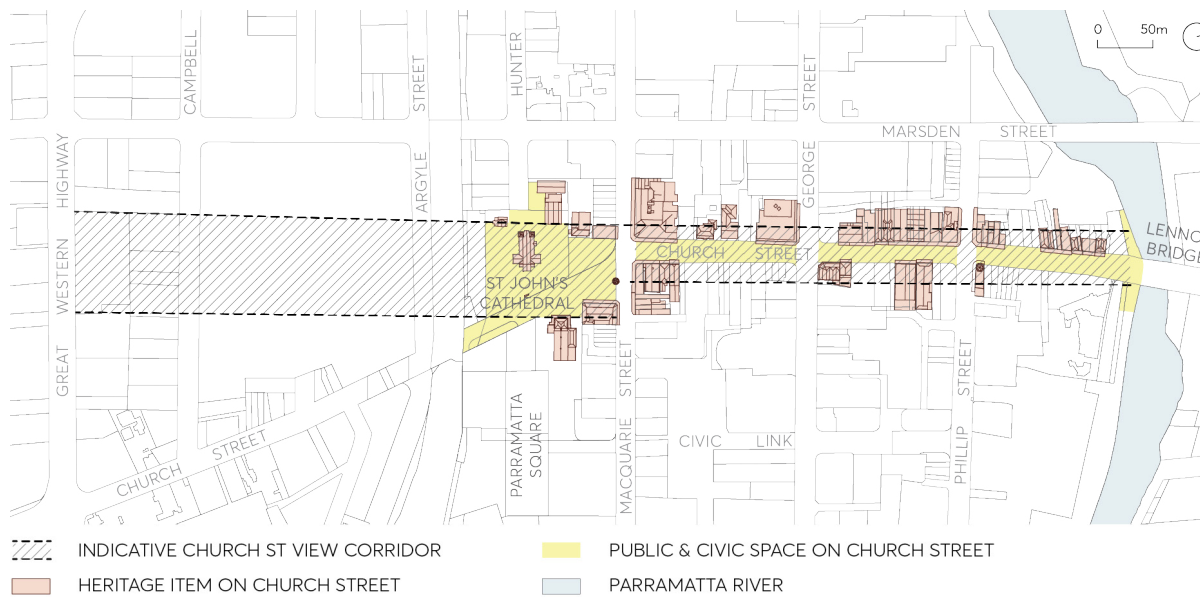 0 50m
CAMPBELL
STREET
HUNTER
STREET
MARSDEN STREET
HIGHWAY
ARGYLE
GEORGE
WESTERN
LENNO
BRIDGE
CHURCH STREET
ST JOHN'S
CATHEDRAL
GREAT
STREET
STREET
PARRAMATTA
SQUARE
MACQUARIE
CIVIC LINK
PHILLIP
CHURCH STREET
INDICATIVE CHURCH ST VIEW CORRIDOR
PUBLIC & CIVIC SPACE ON CHURCH STREET
HERITAGE ITEM ON CHURCH STREET
PARRAMATTA RIVER